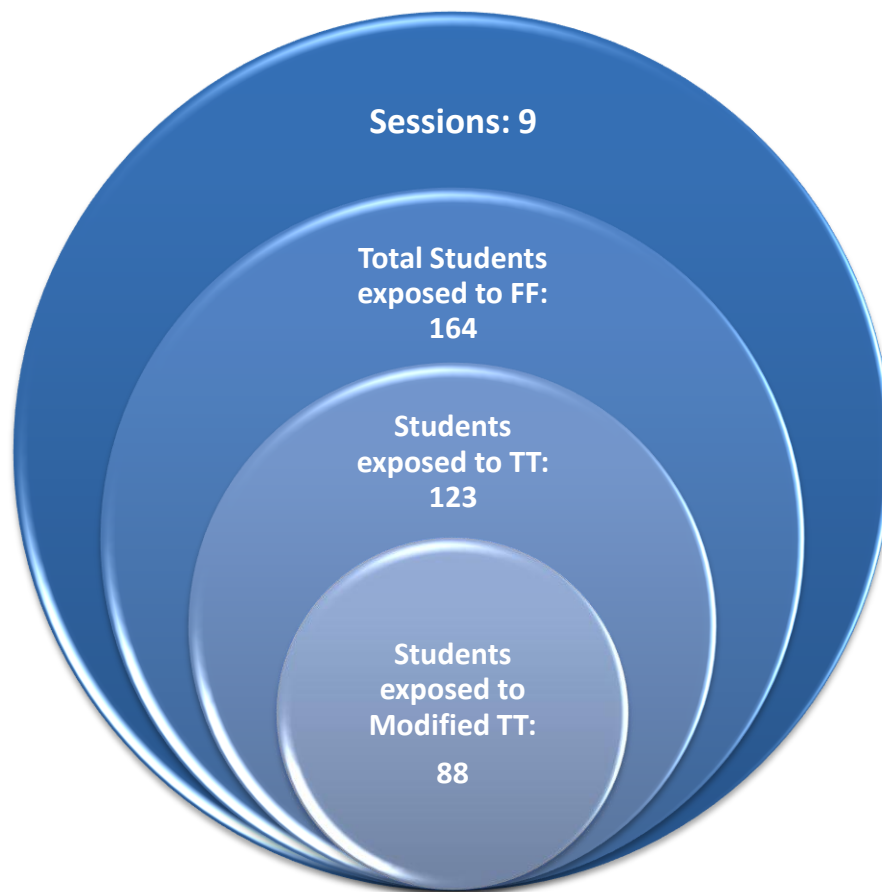 Sessions: 9
Total Students
exposed to FF:
164
Students
exposed to TT:
123
Students
exposed to
Modified TT:
88